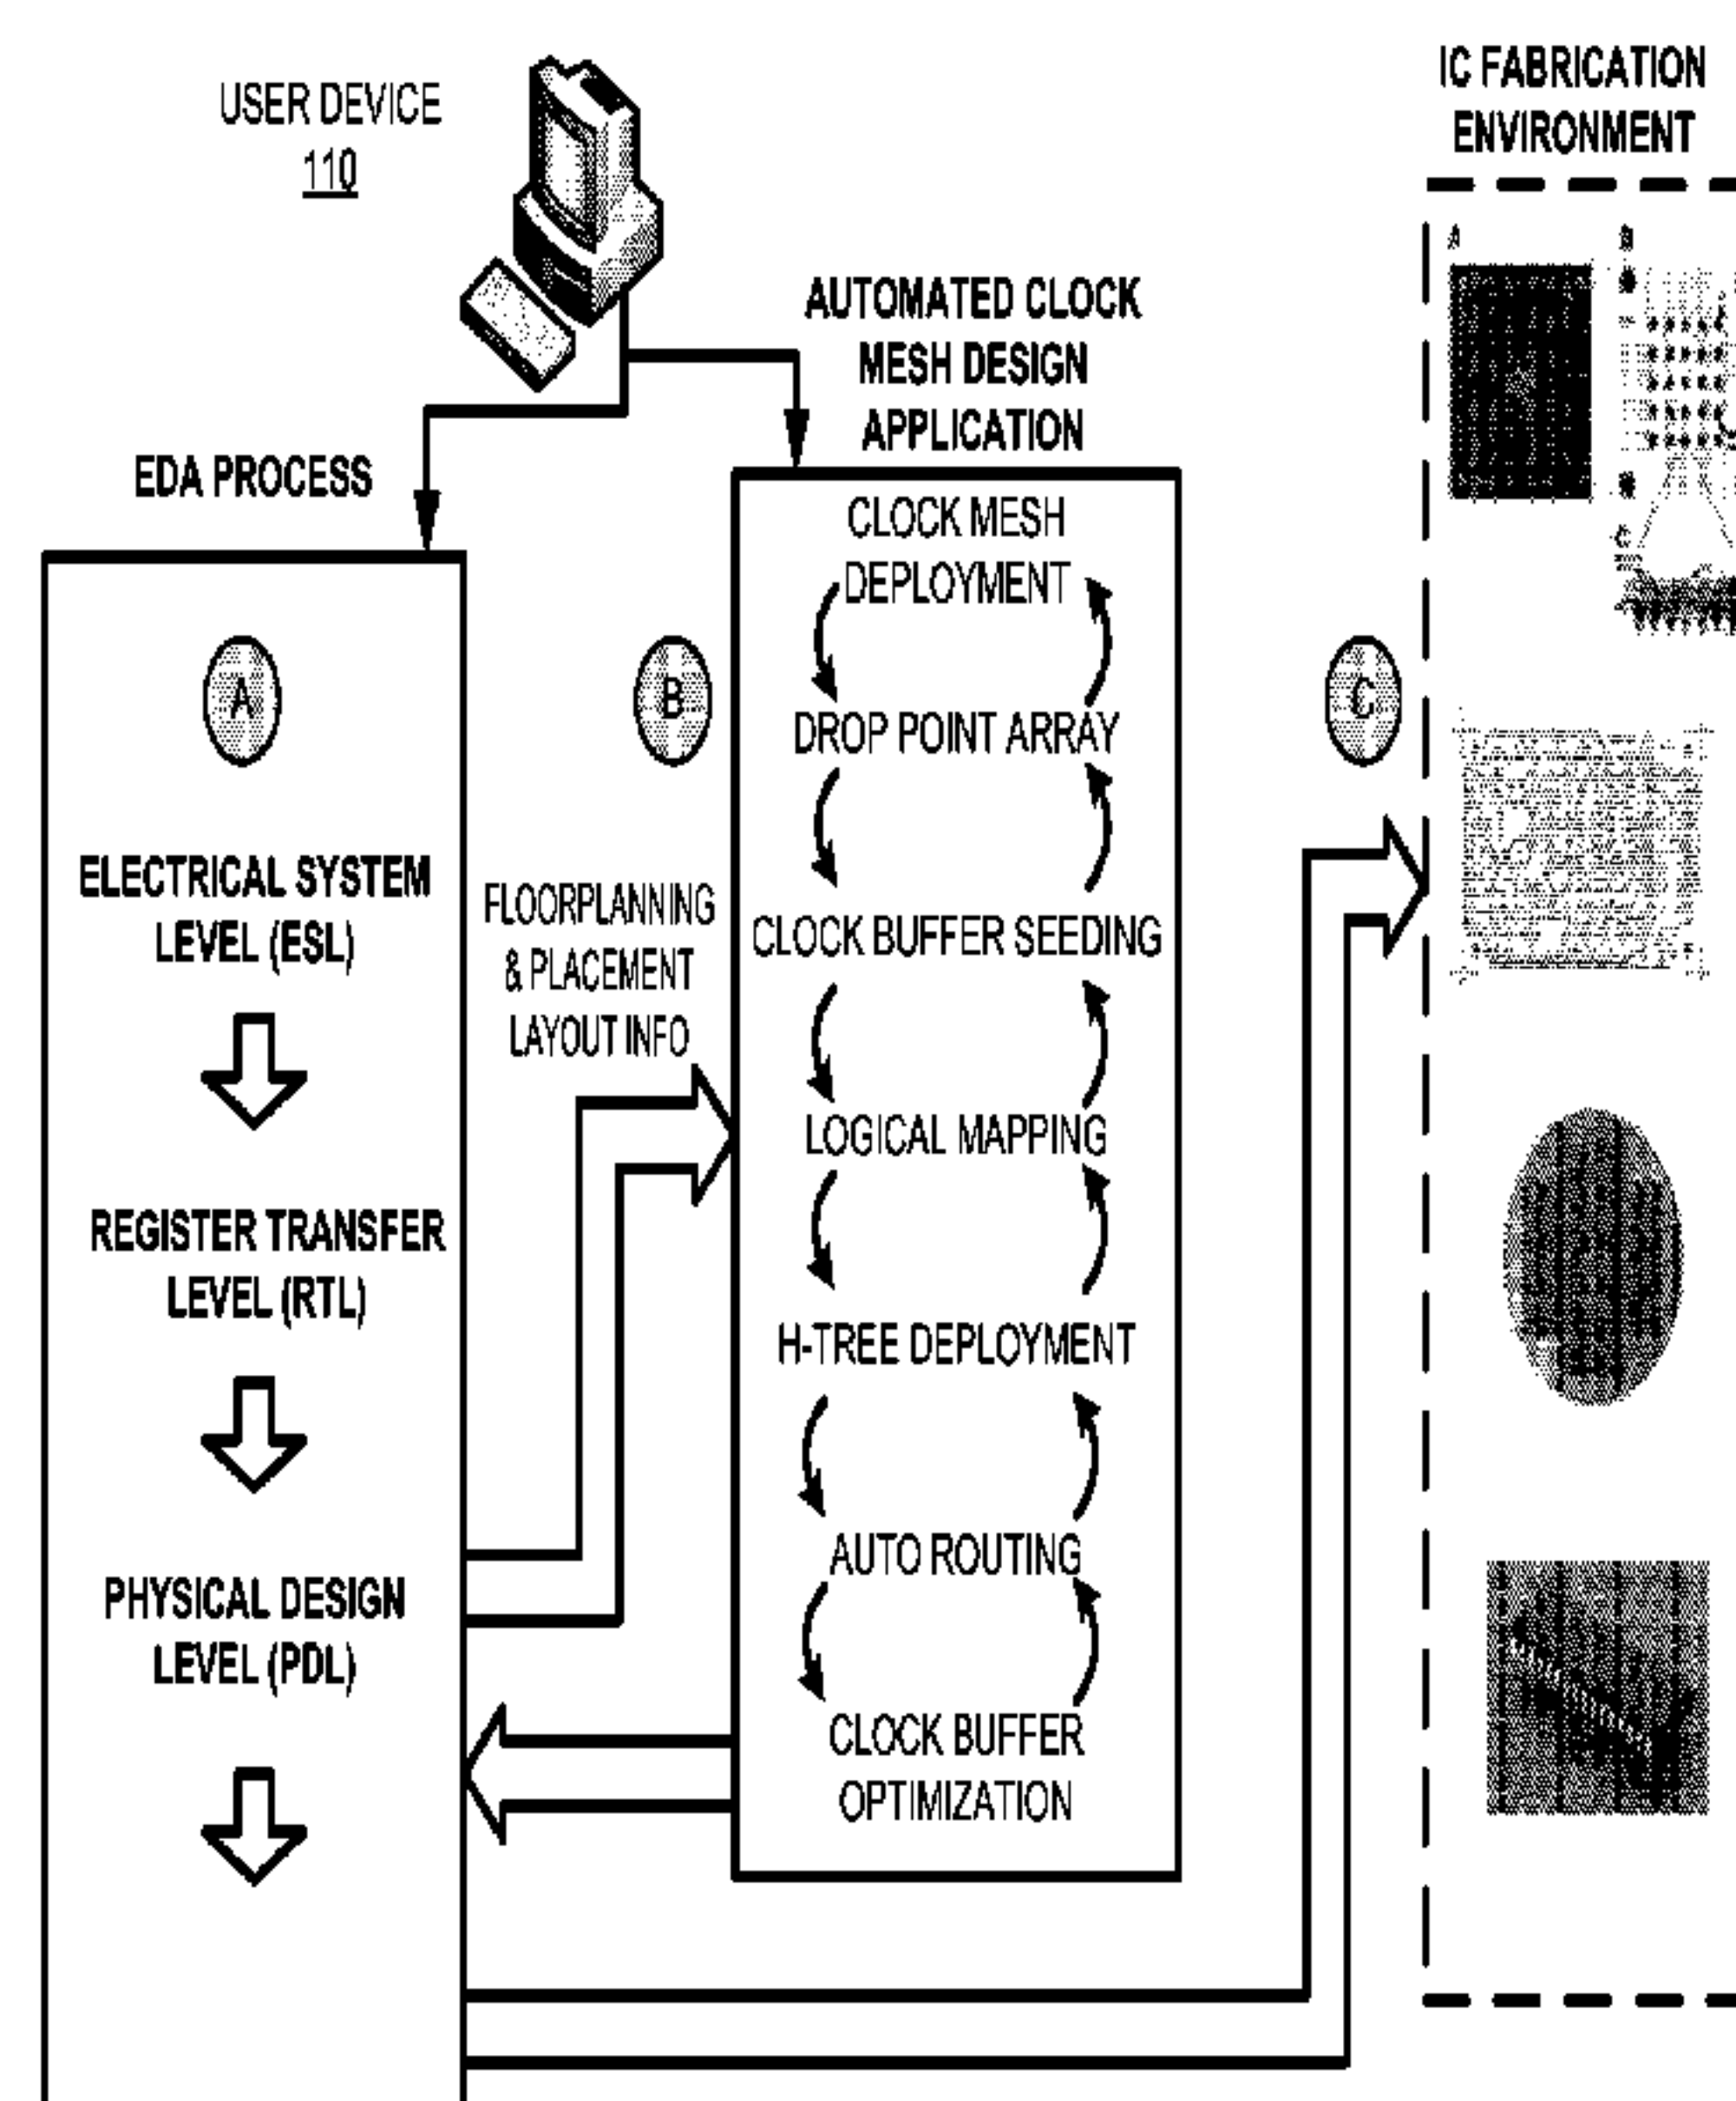 USER DEVICE
110
IC FABRICATION
ENVIRONMENT
AUTOMATED CLOCK
MESH DESIGN
APPLICATION
EDA PROCESS
A
ELECTRICAL SYSTEM
LEVEL (ESL)
REGISTER TRANSFER
LEVEL (RTL)
PHYSICAL DESIGN
LEVEL (PDL)
B
FLOORPLANNING
& PLACEMENT
LAYOUT INFO
CLOCK MESH
DEPLOYMENT
DROP POINT ARRAY
CLOCK BUFFER SEEDING
LOGICAL MAPPING
H-TREE DEPLOYMENT
AUTO ROUTING
CLOCK BUFFER
OPTIMIZATION
C
A
B